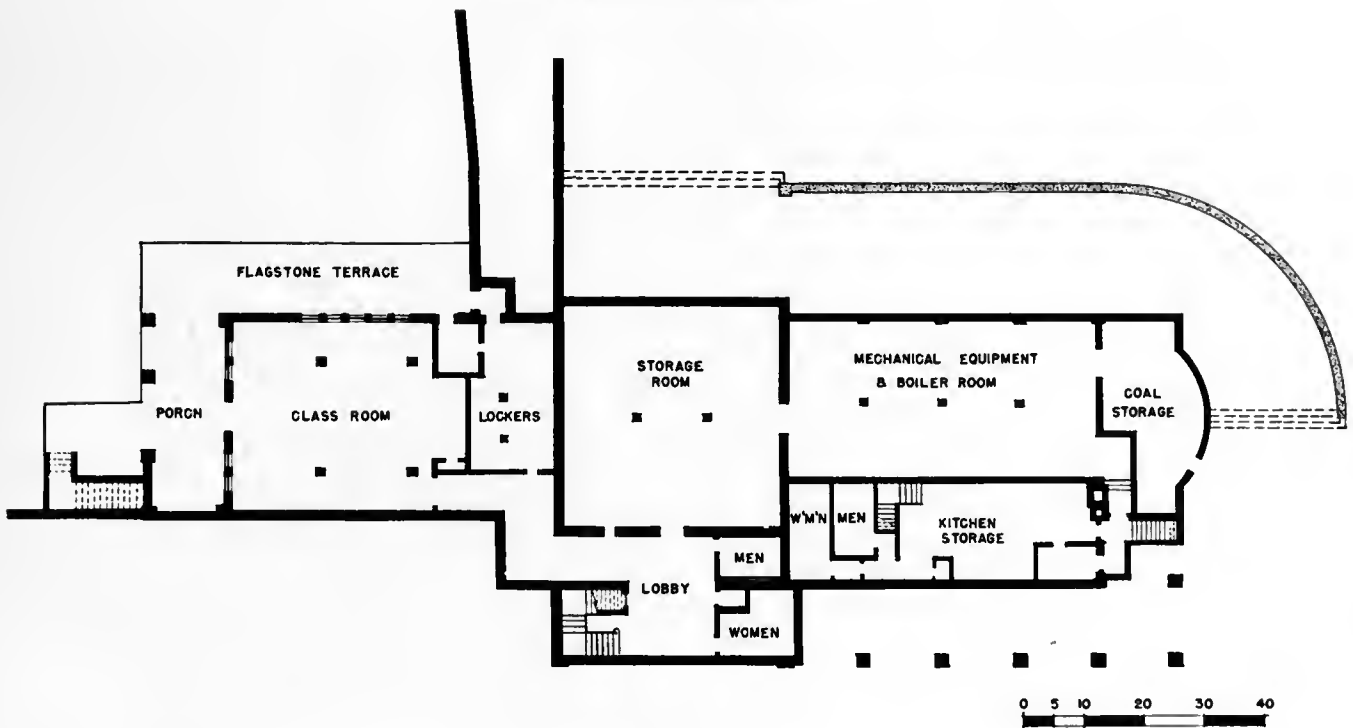 FLAGSTONE TERRACE
PORCH
CLASS ROOM
LOCKERS
STORAGE
ROOM
MECHANICAL EQUIPMENT
& BOILER ROOM
COAL
STORAGE
W'M'N
MEN
KITCHEN
STORAGE
MEN
LOBBY
WOMEN
0 5 10 20 30 40